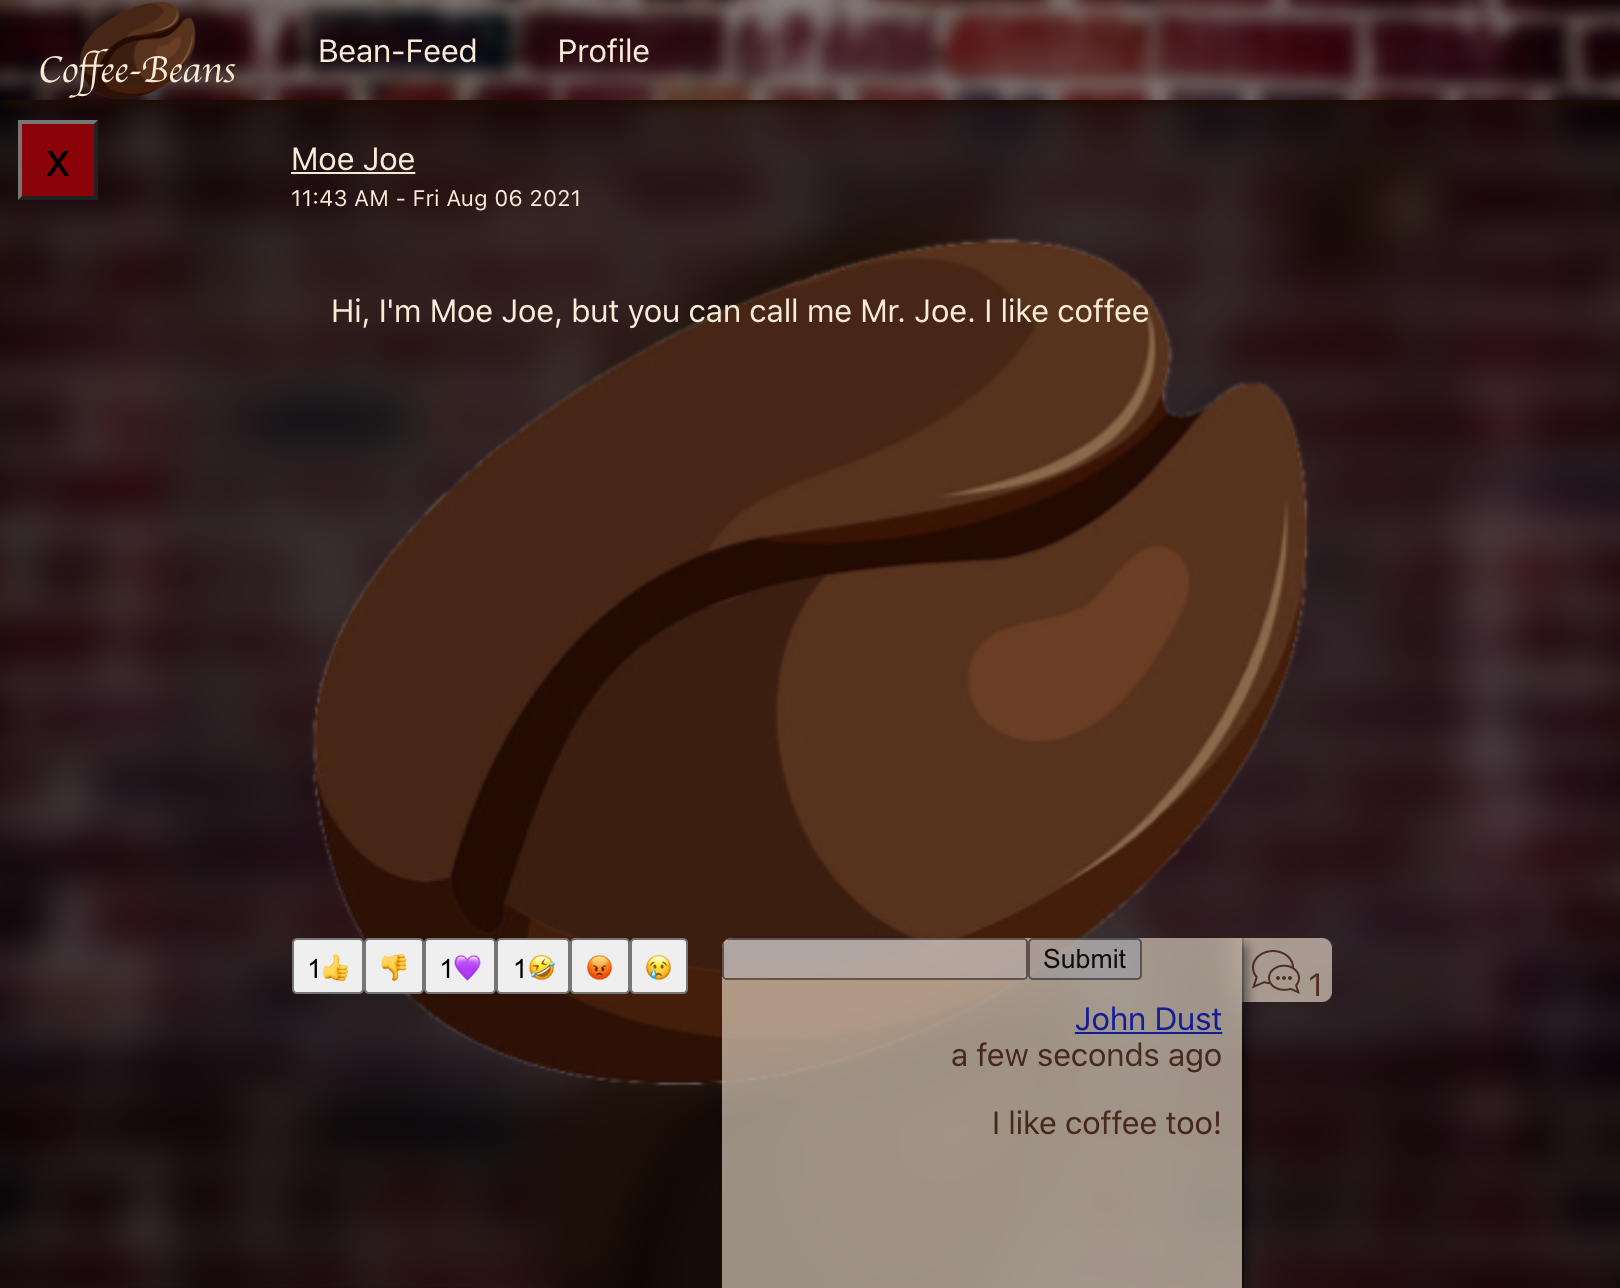 Coffee-Beans
Bean-Feed
Profile
X
Moe Joe
11:43 AM - Fri Aug 06 2021
Hi, I'm Moe Joe, but you can call me Mr. Joe. I like coffee
1👍 👎 1💜 1🤣 😡 😢
Submit
1
John Dust
a few seconds ago
I like coffee too!